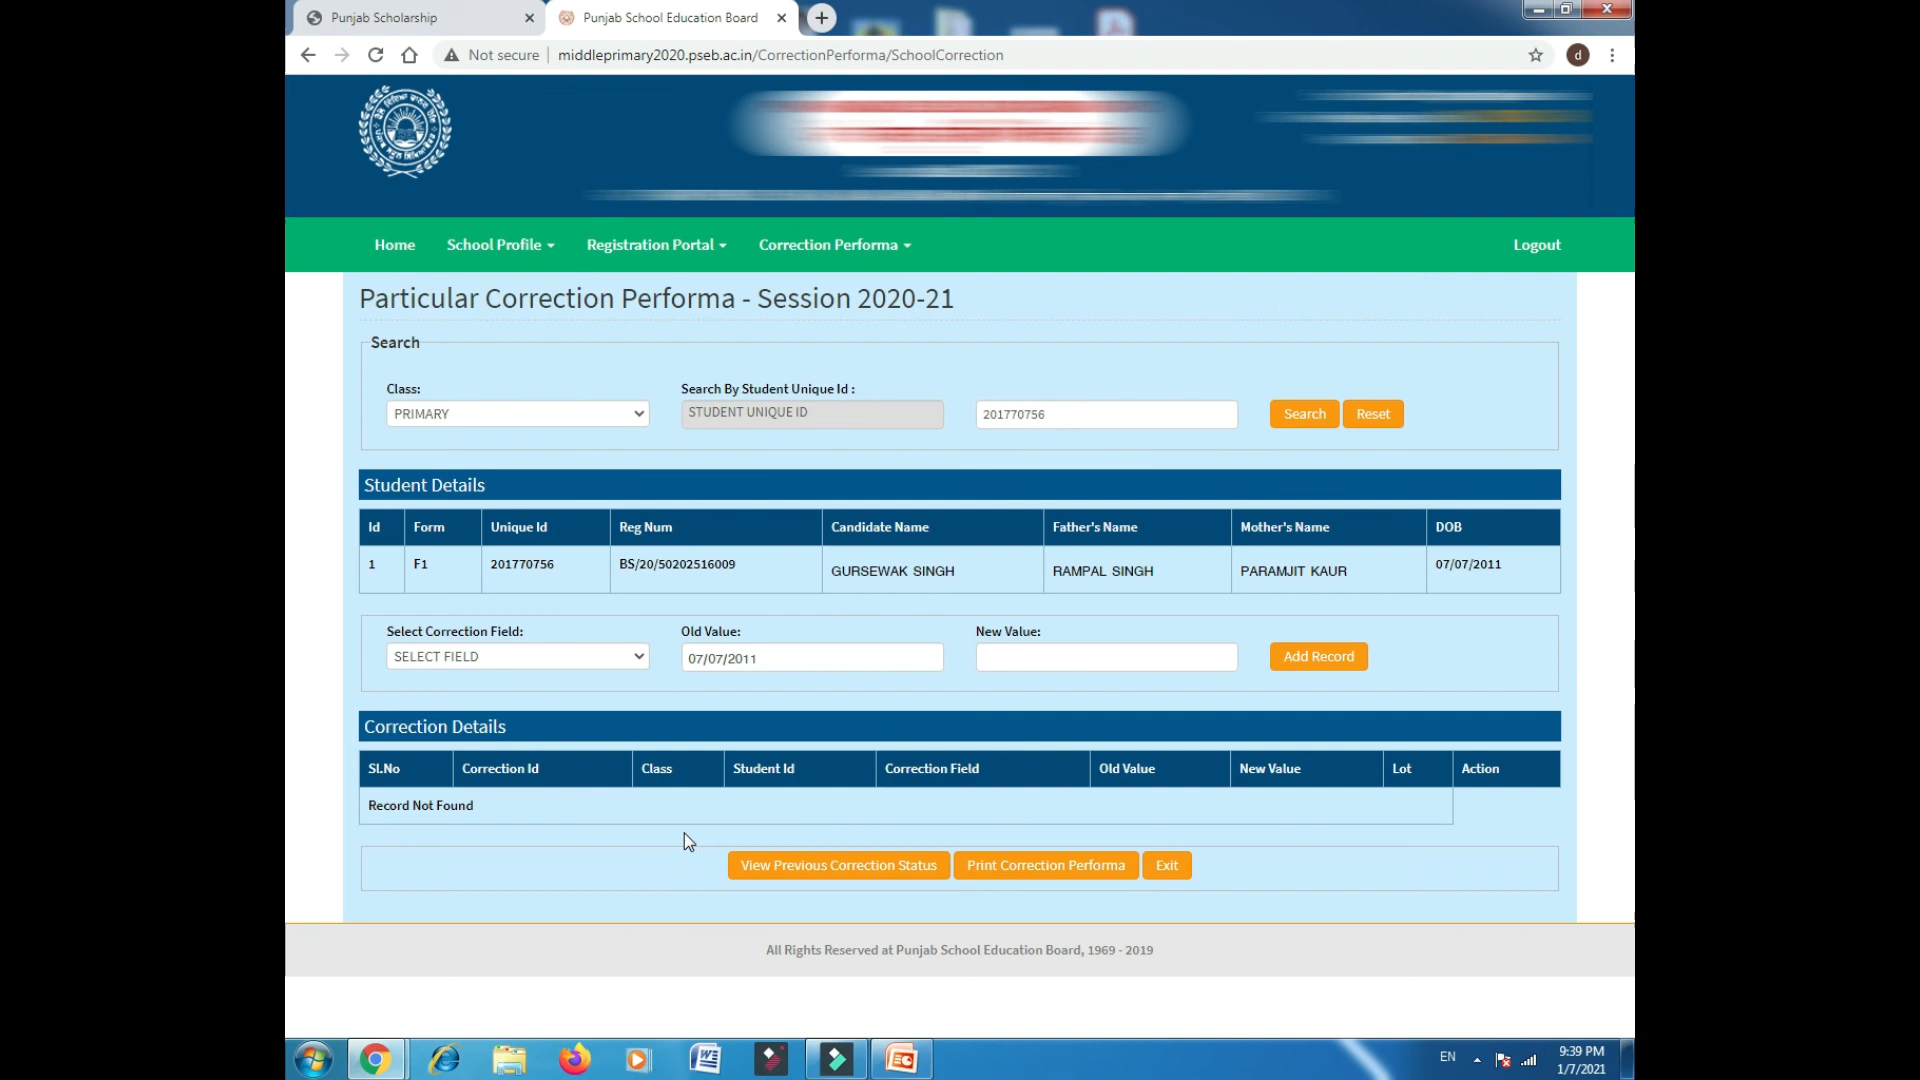 Punjab Scholarship
Punjab School Education Board
Not secure middleprimary2020.pseb.ac.in/CorrectionPerforma/SchoolCorrection
d
Home School Profile Registration Portal Correction Performa Logout
Particular Correction Performa - Session 2020-21
Search
Class: Search By Student Unique Id :
PRIMARY STUDENT UNIQUE ID 201770756 Search Reset
Student Details
Id Form Unique Id Reg Num Candidate Name Father's Name Mother's Name DOB
1 F1 201770756 BS/20/50202516009 GURSEWAK SINGH RAMPAL SINGH PARAMJIT KAUR 07/07/2011
Select Correction Field: Old Value: New Value:
SELECT FIELD 07/07/2011 Add Record
Correction Details
Sl.No Correction Id Class Student Id Correction Field Old Value New Value Lot Action
Record Not Found
View Previous Correction Status Print Correction Performa Exit
All Rights Reserved at Punjab School Education Board, 1969 - 2019
EN 9:39 PM
1/7/2021